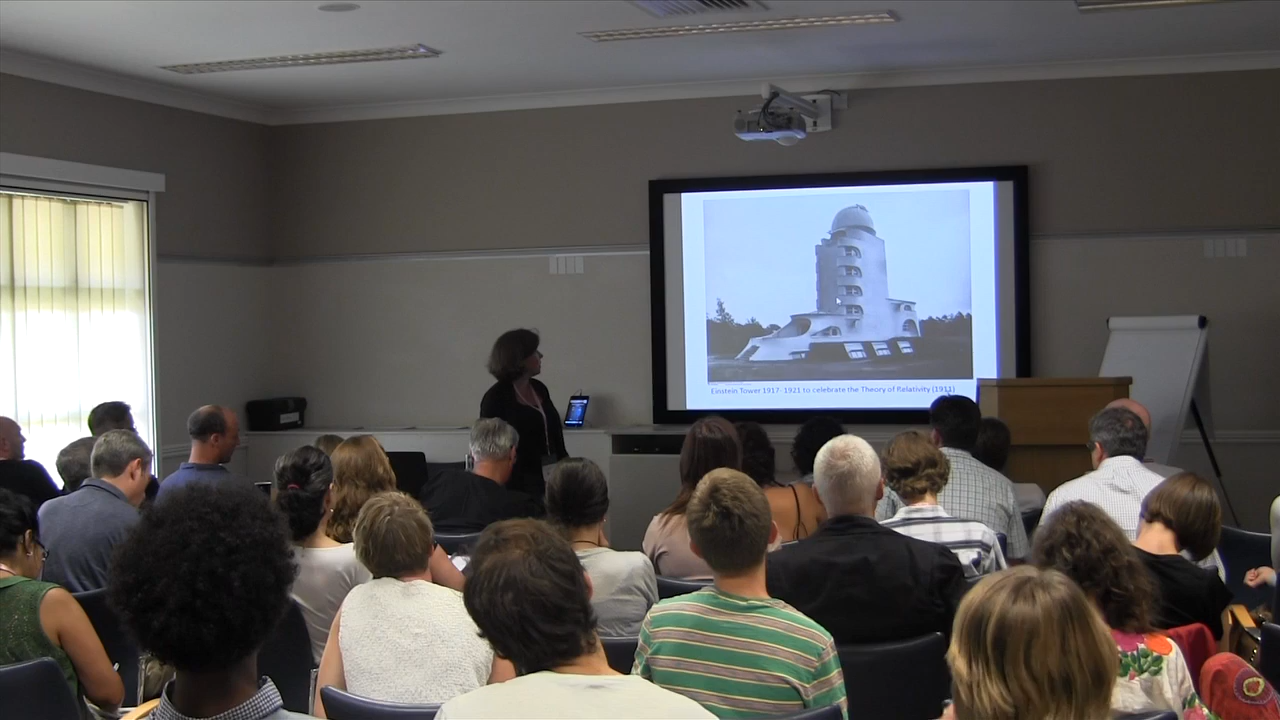 Einstein Tower 1917-1921 to celebrate the Theory of Relativity (1911)